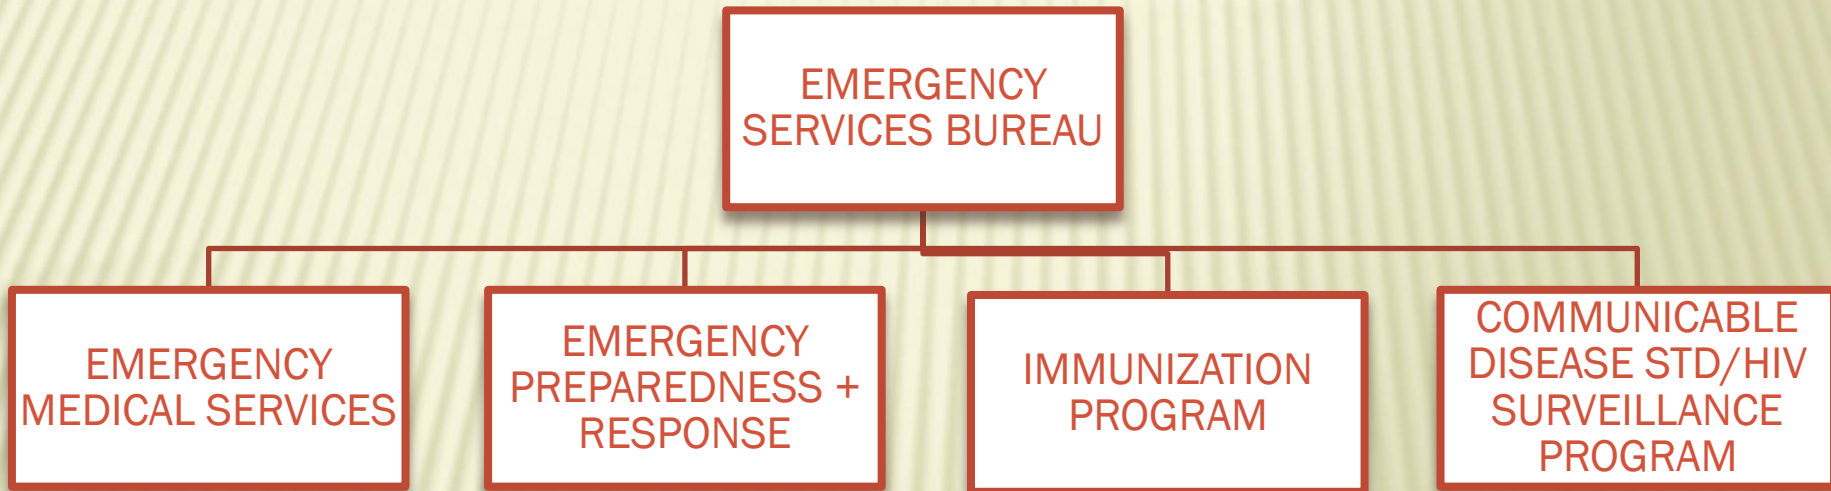 EMERGENCY
SERVICES BUREAU
EMERGENCY
MEDICAL SERVICES
EMERGENCY
PREPAREDNESS +
RESPONSE
IMMUNIZATION
PROGRAM
COMMUNICABLE
DISEASE STD/HIV
SURVEILLANCE
PROGRAM